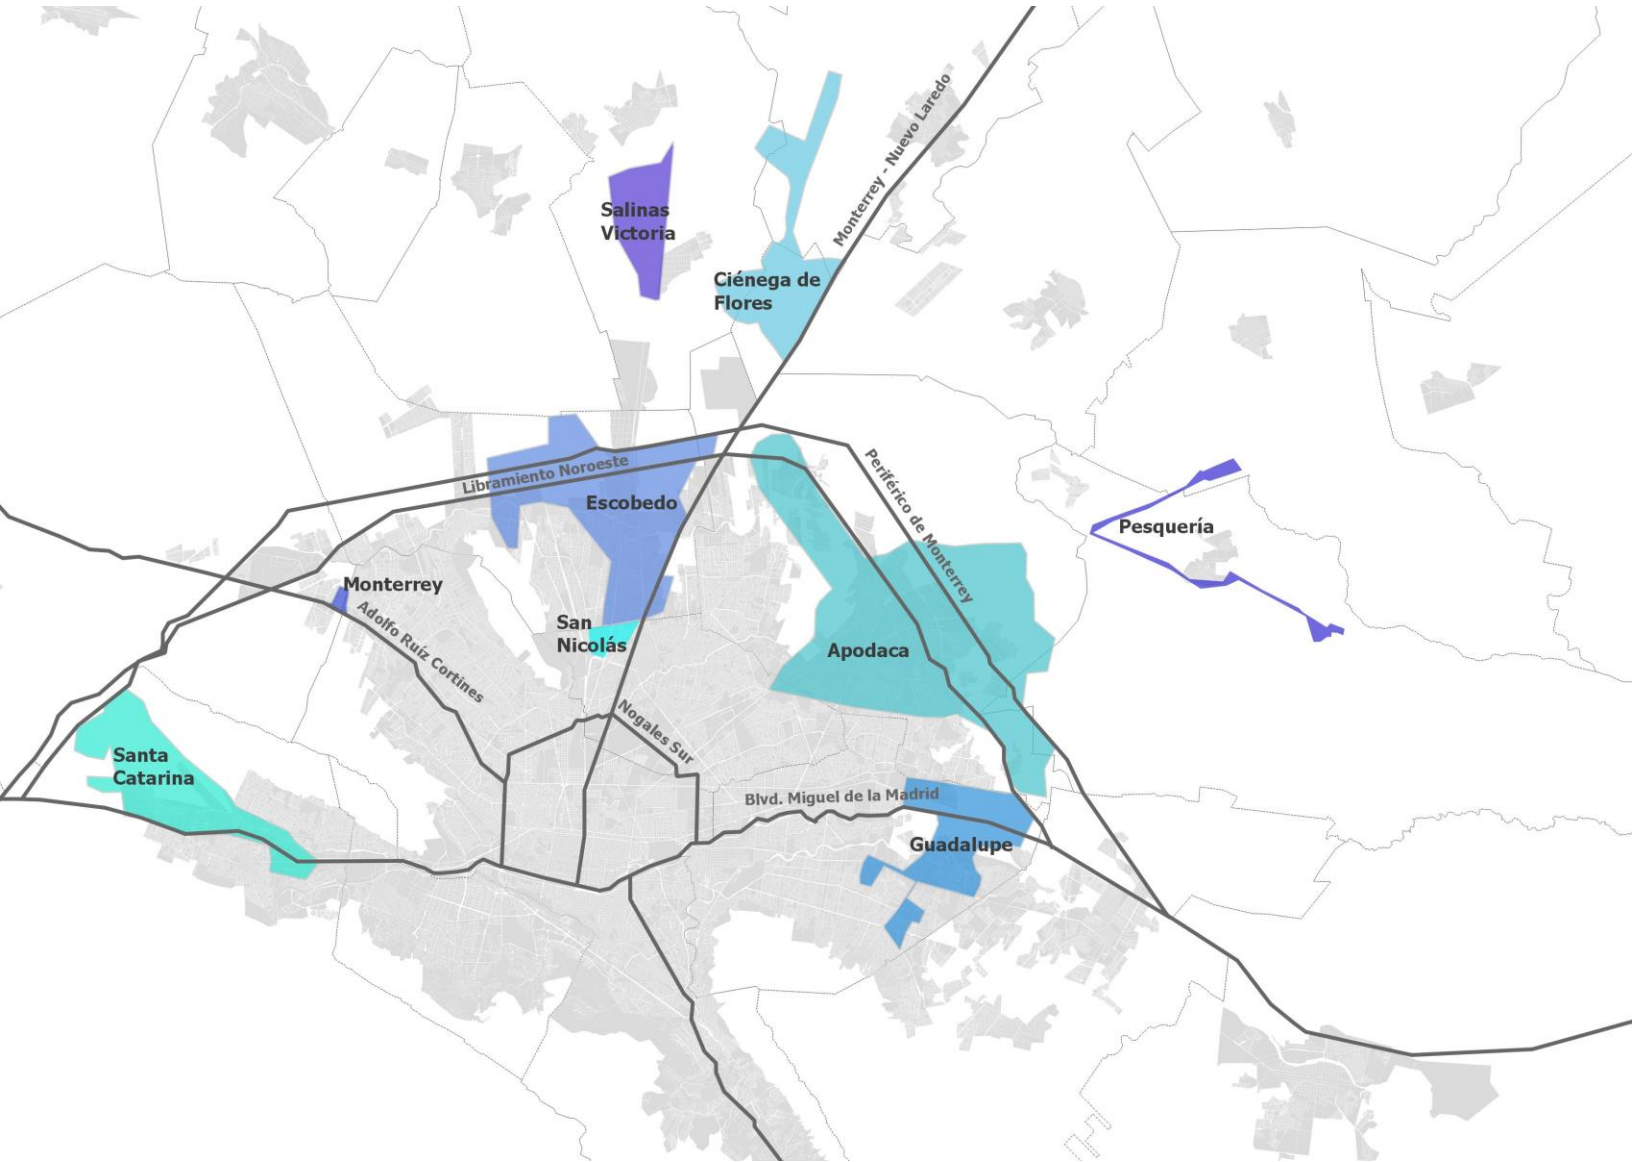 Monterrey - Nuevo Laredo
Salinas
Victoria
Ciénega de
Flores
Libramiento Noroeste
Escobedo
Periférico de Monterrey
Pesquería
Monterrey
Adolfo Ruíz Cortines
San
Nicolás
Apodaca
Nogales Sur
Santa
Catarina
Blvd. Miguel de la Madrid
Guadalupe